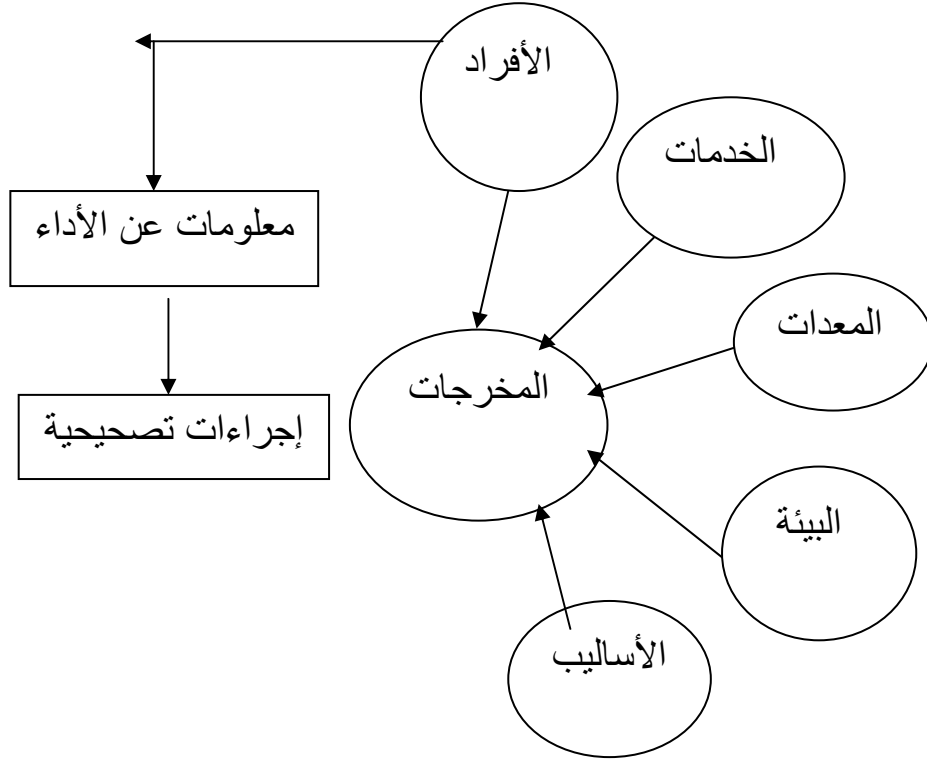 الأفراد
الخدمات
معلومات عن الأداء
المعدات
المخرجات
إجراءات تصحيحية
البيئة
الأساليب